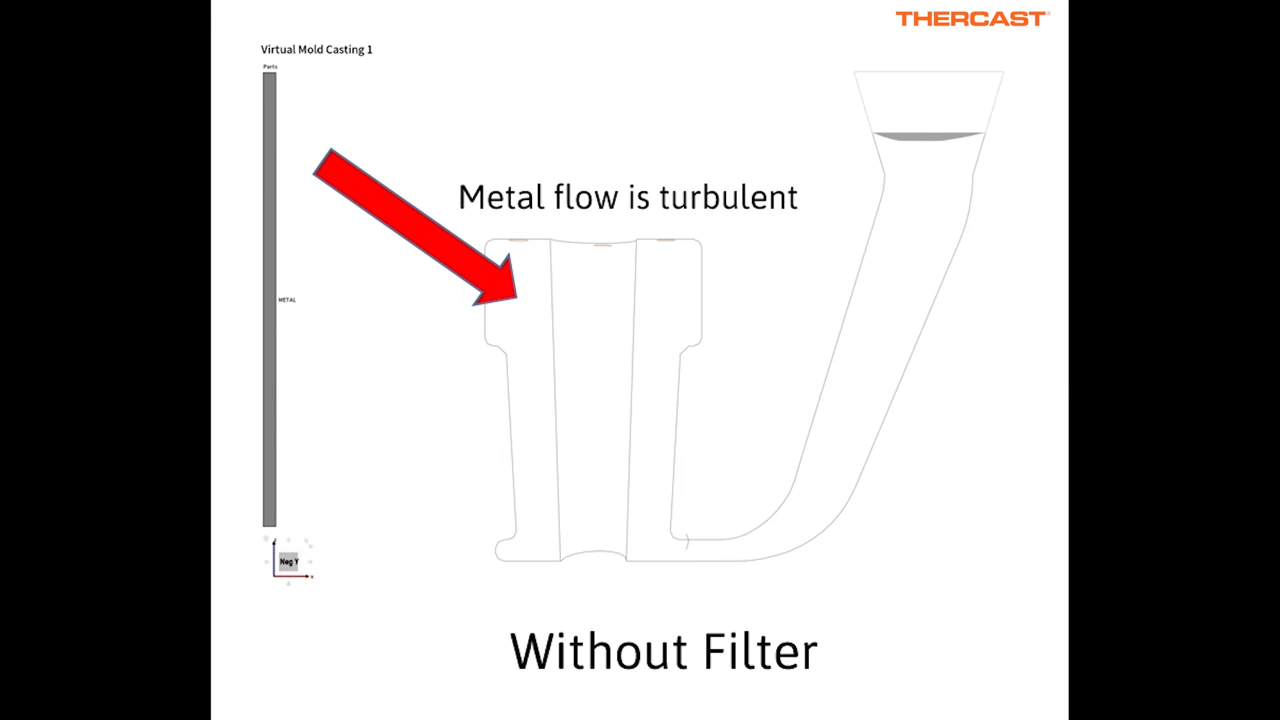 THERCAST®
Virtual Mold Casting 1
Parts
Metal flow is turbulent
METAL
z
Neg Y
x
Without Filter